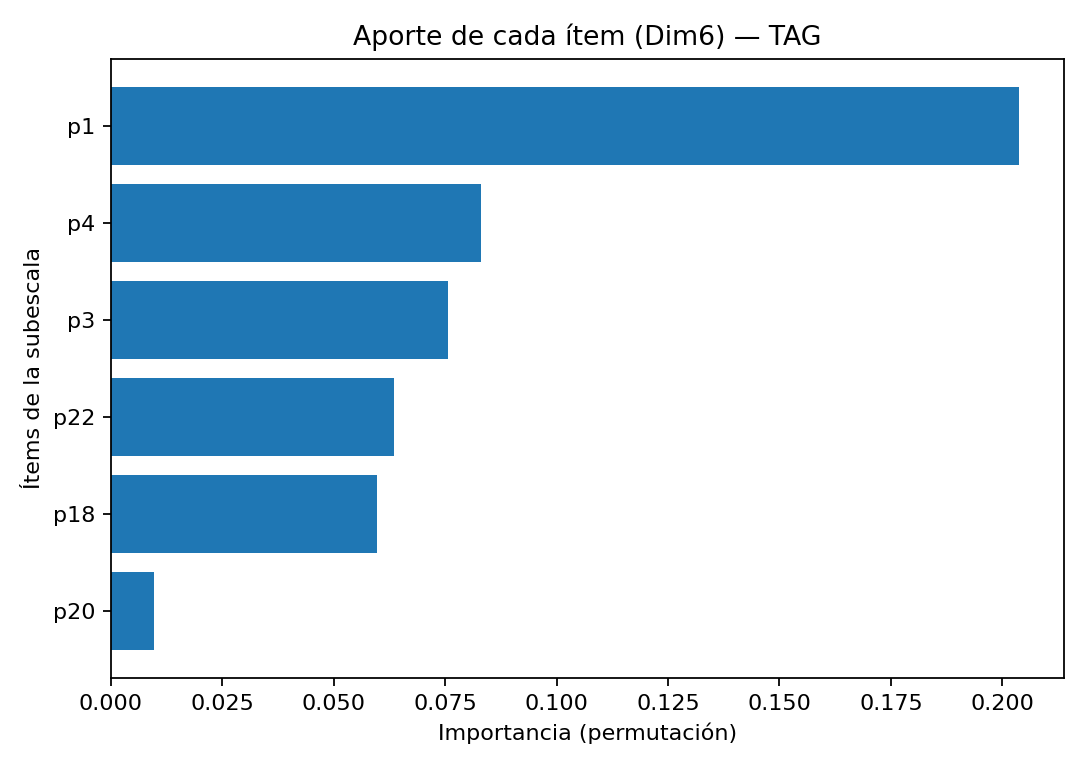 Aporte de cada ítem (Dim6) — TAG
Ítems de la subescala
p1
p4
p3
p22
p18
p20
0.000 0.025 0.050 0.075 0.100 0.125 0.150 0.175 0.200
Importancia (permutación)